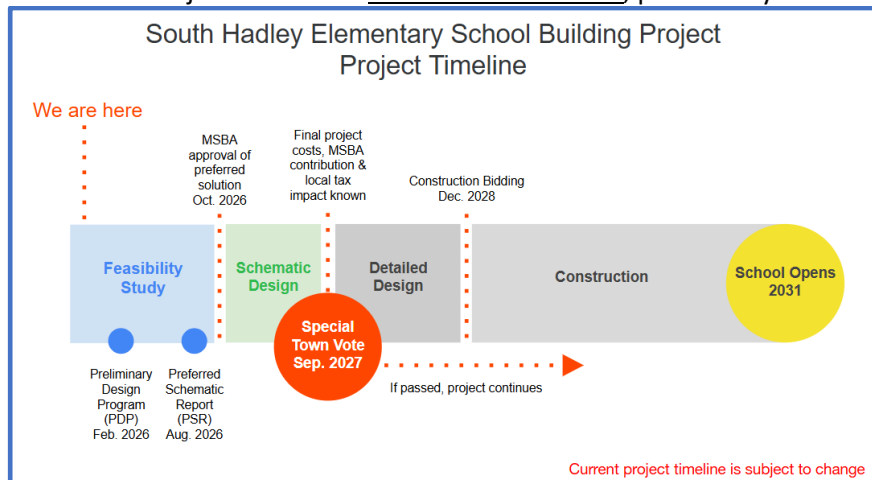 South Hadley Elementary School Building Project
Project Timeline
We are here
MSBA
approval of
preferred
solution
Oct. 2026
Final project
costs, MSBA
contribution &
local tax
impact known
Construction Bidding
Dec. 2028
Feasibility
Study
Schematic
Design
Detailed
Design
Construction
School Opens
2031
Special
Town Vote
Sep. 2027
Preliminary
Design
Program
(PDP)
Feb. 2026
Preferred
Schematic
Report
(PSR)
Aug. 2026
If passed, project continues
Current project timeline is subject to change